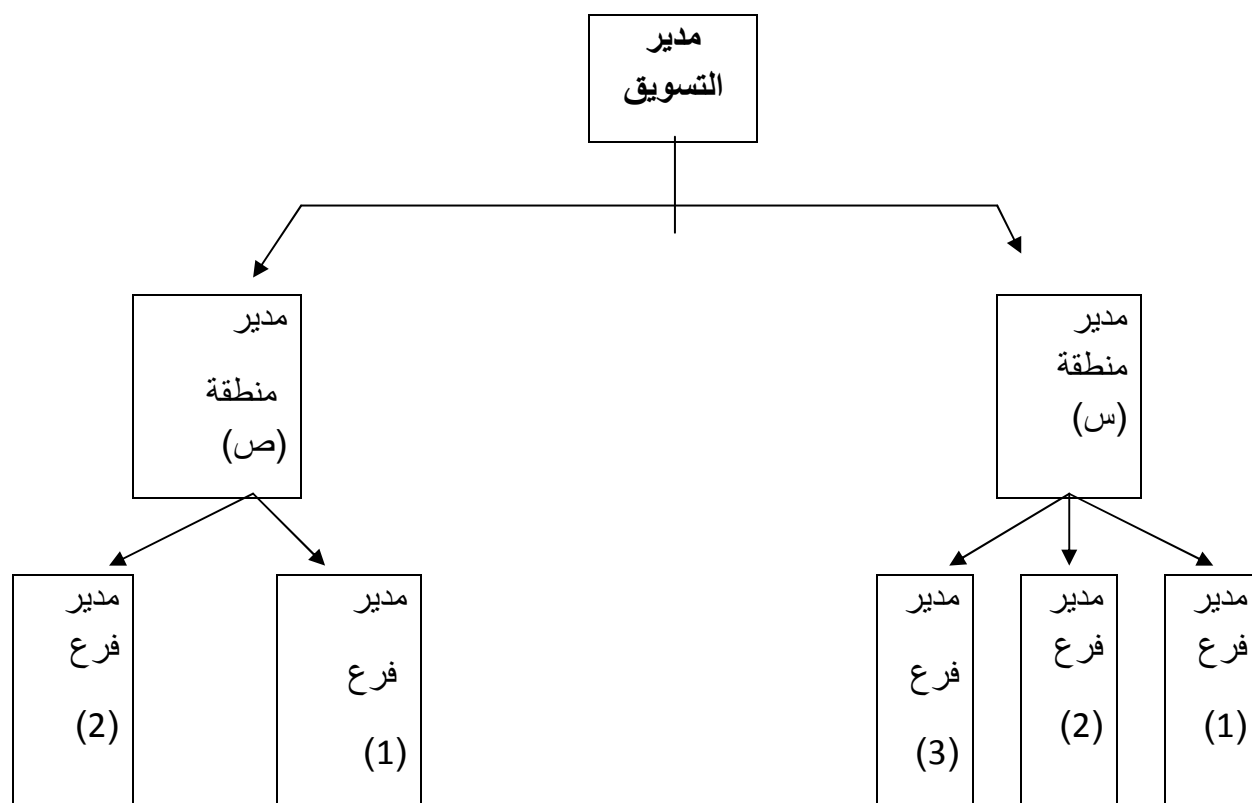 مدير
التسويق
مدير
منطقة
(س)
مدير
منطقة
(ص)
مدير
فرع
(1)
مدير
فرع
(2)
مدير
فرع
(3)
مدير
فرع
(1)
مدير
فرع
(2)